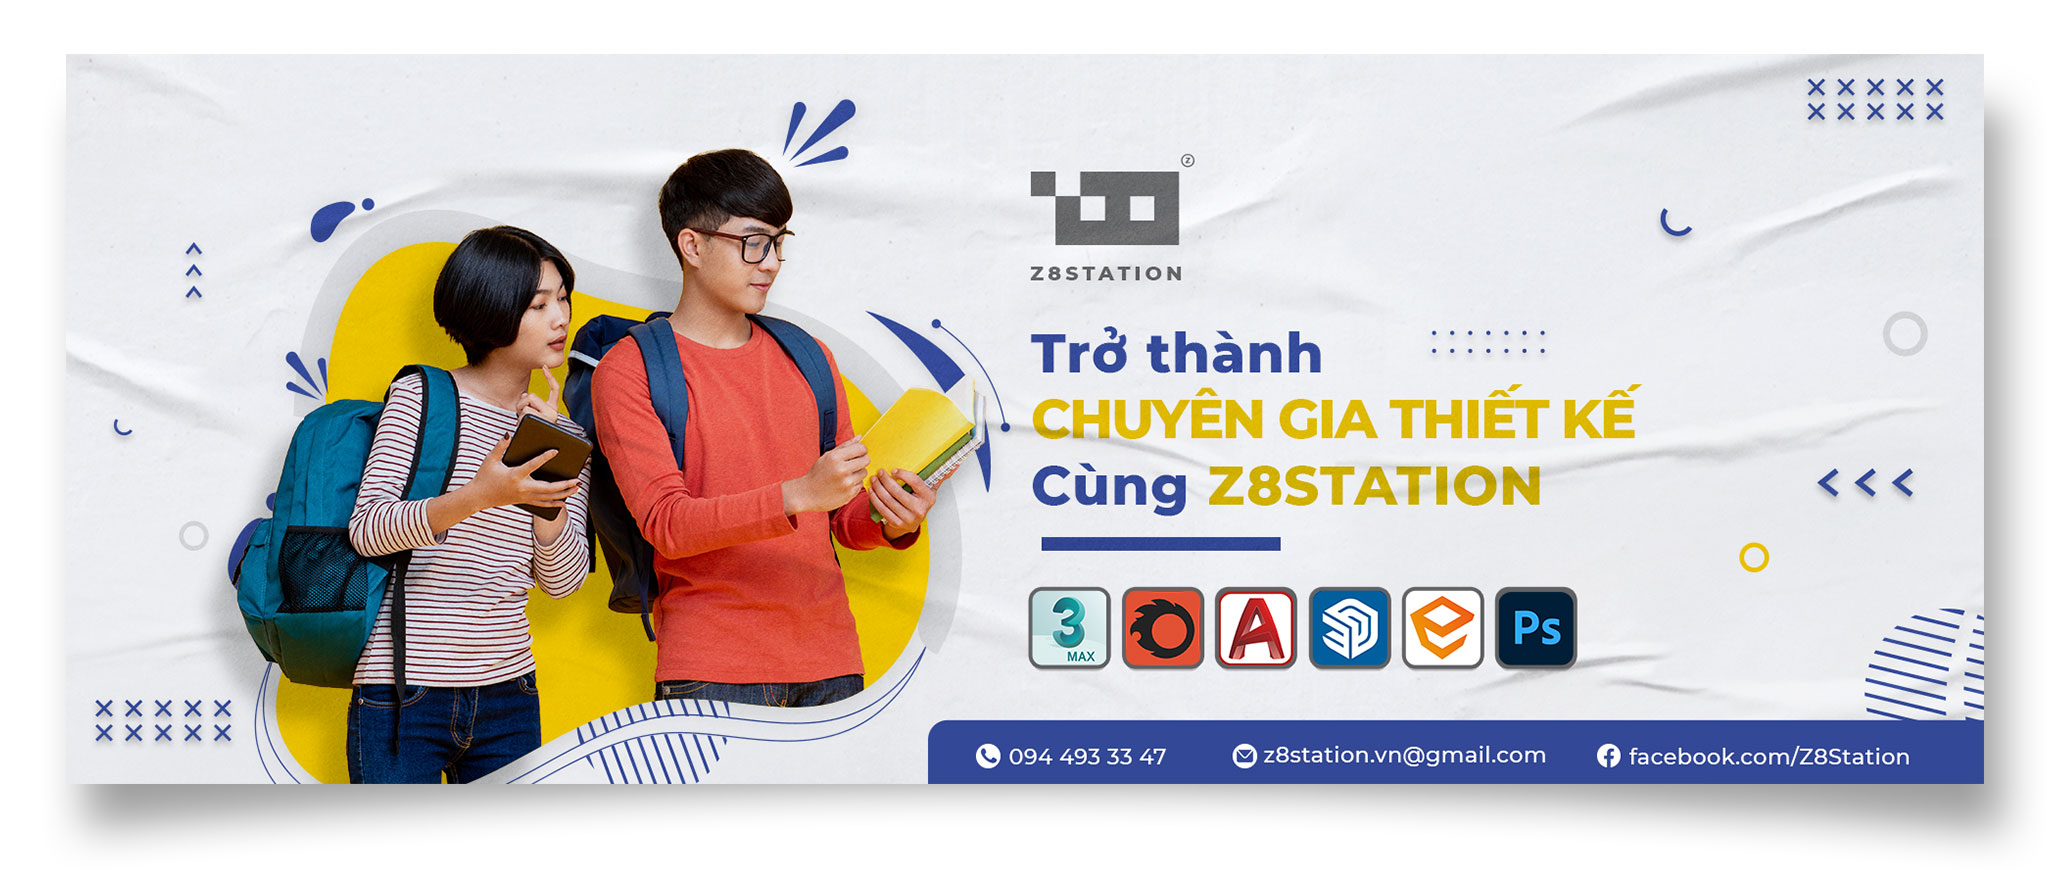 Z
Z8STATION
Trở thành
CHUYÊN GIA THIẾT KẾ
Cùng Z8STATION
3
MAX
Ps
094 493 33 47
z8station.vn@gmail.com
facebook.com/Z8Station